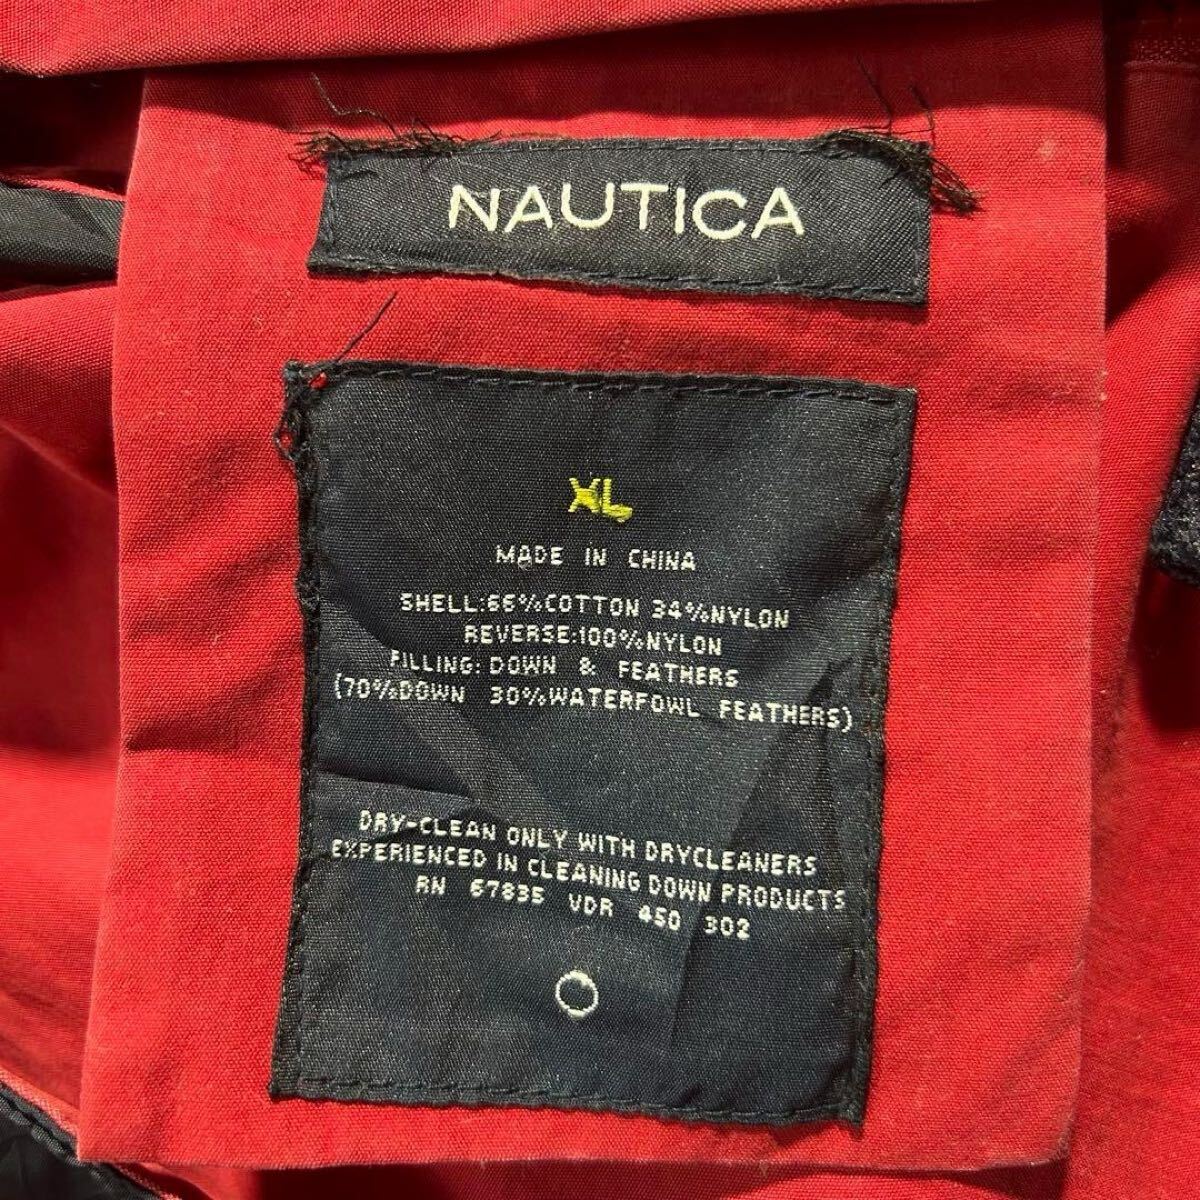 NAUTICA
XL
MADE IN CHINA
SHELL:66%COTTON 34%NYLON
REVERSE:100%NYLON
FILLING: DOWN & FEATHERS
(70%DOWN 30%WATERFOWL FEATHERS)
DRY-CLEAN ONLY WITH DRYCLEANERS
EXPERIENCED IN CLEANING DOWN PRODUCTS
RN 67835 VDR 450 302